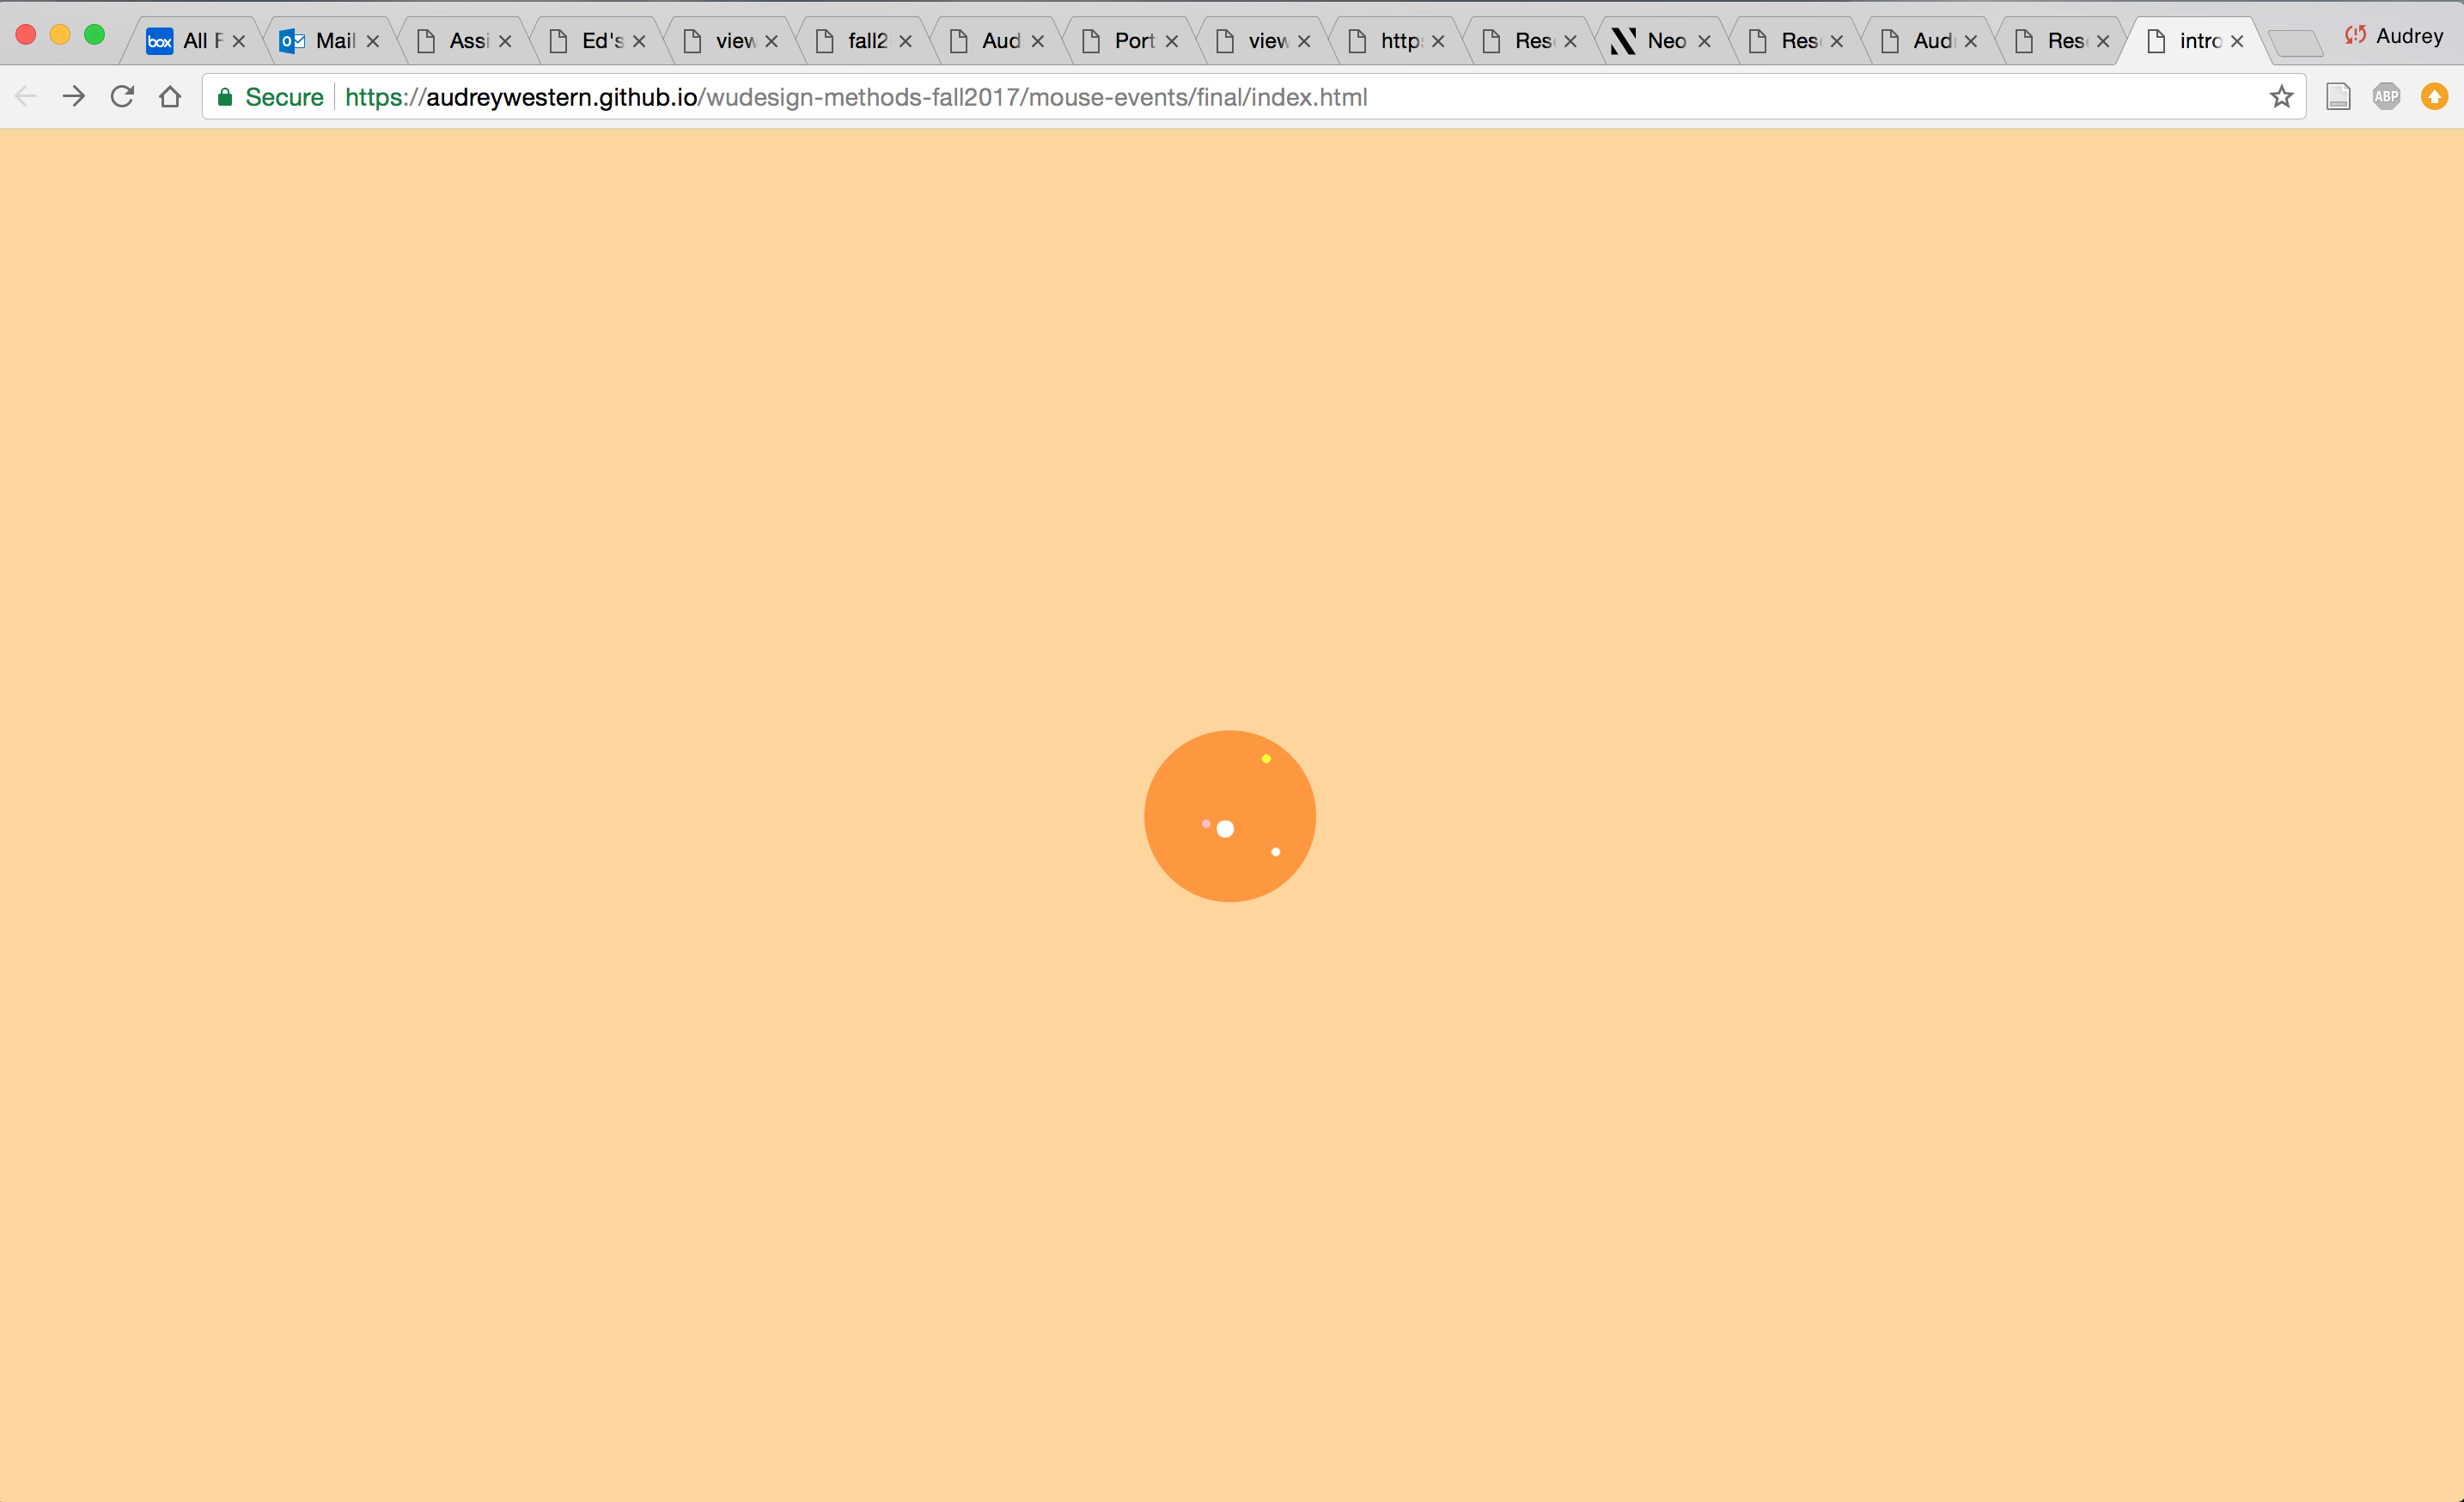 box All F Mail Assi Ed's view fall2 Aud Port view http Res Neo Res Aud Res intro Audrey
Secure https://audreywestern.github.io/wudesign-methods-fall2017/mouse-events/final/index.html ABP